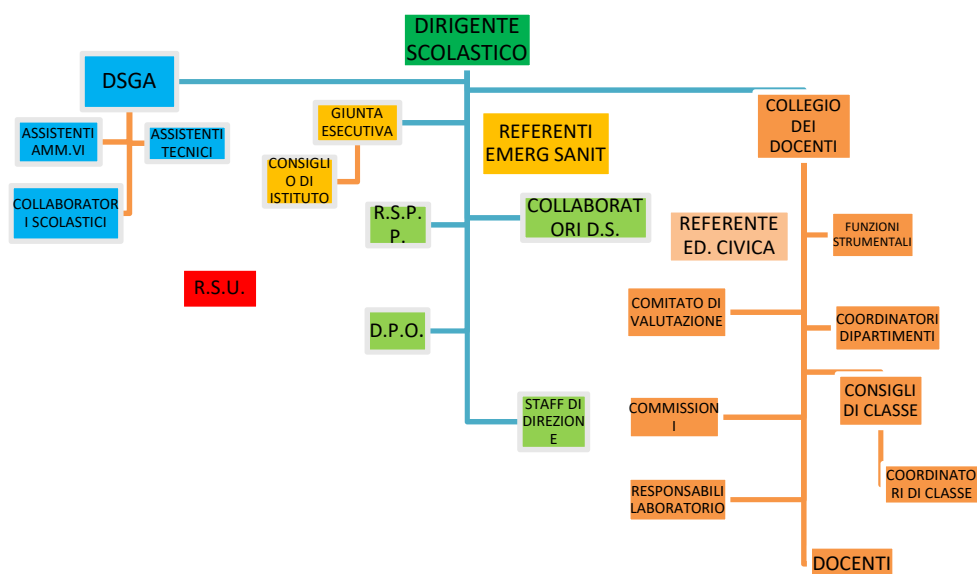 DIRIGENTE
SCOLASTICO
DSGA
ASSISTENTI
AMM.VI
ASSISTENTI
TECNICI
COLLABORATOR
I SCOLASTICI
GIUNTA
ESECUTIVA
CONSIGLI
O DI
ISTITUTO
REFERENTI
EMERG SANIT
COLLEGIO
DEI
DOCENTI
R.S.P.
P.
COLLABORAT
ORI D.S.
REFERENTE
ED. CIVICA
FUNZIONI
STRUMENTALI
R.S.U.
D.P.O.
COMITATO DI
VALUTAZIONE
COORDINATORI
DIPARTIMENTI
STAFF DI
DIREZION
E
COMMISSION
I
CONSIGLI
DI CLASSE
RESPONSABILI
LABORATORIO
COORDINATO
RI DI CLASSE
DOCENTI